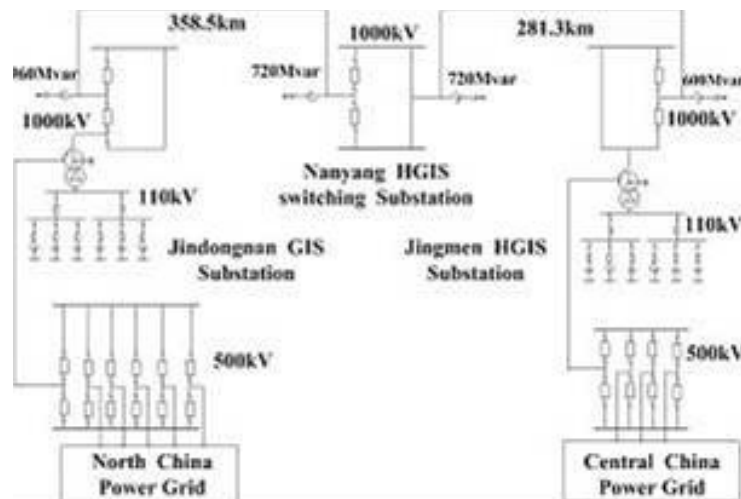 358.5km
281.3km
1000kV
960Mvar
720Mvar
720Mvar
600Mvar
1000kV
1000kV
Nanyang HGIS
switching Substation
110kV
110kV
Jindongnan GIS
Substation
Jingmen HGIS
Substation
500kV
500kV
North China
Power Grid
Central China
Power Grid